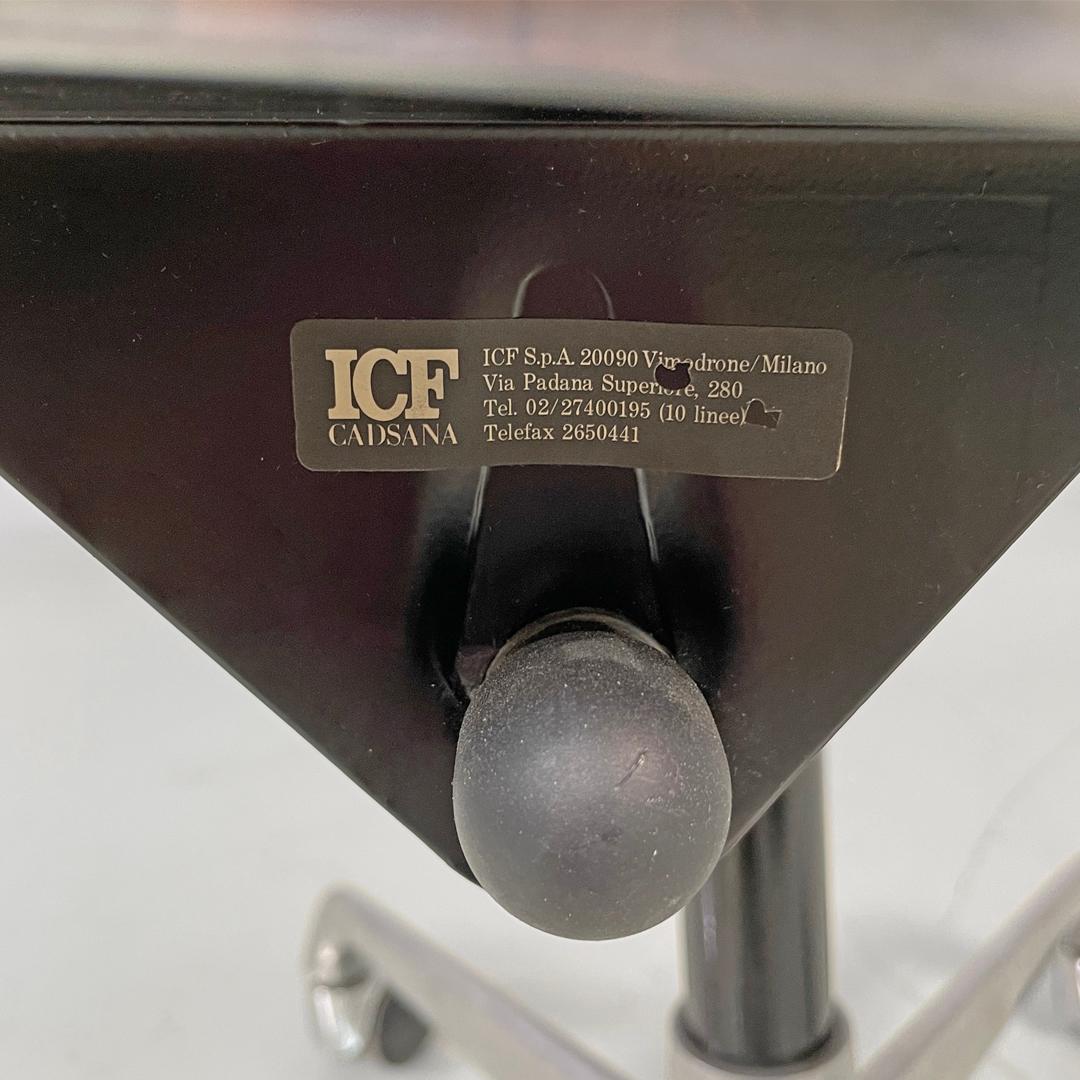 ICF
CADSANA
ICF S.p.A. 20090 Vimodrone/Milano
Via Padana Superiore, 280
Tel. 02/27400195 (10 linee)
Telefax 2650441